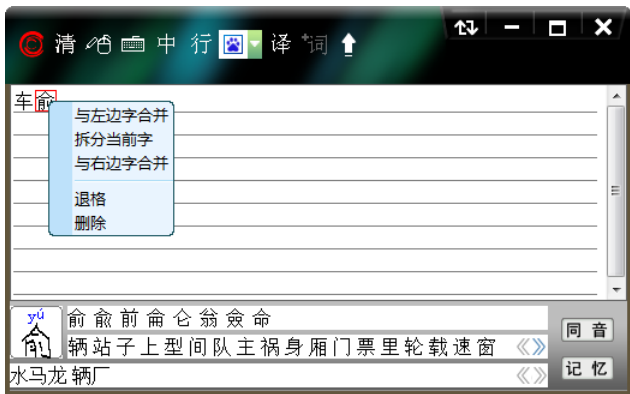 清 中 行 译 词
车俞
与左边字合并
拆分当前字
与右边字合并
退格
删除
yú
俞 兪 前 侖 仑 翁 僉 命
同音
辆 站 子 上 型 间 队 主 祸 身 厢 门 票 里 轮 载 速 窗
水马龙 辆厂
记忆